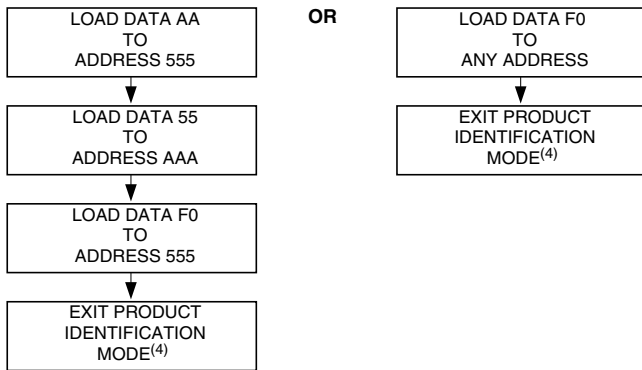 LOAD DATA AA
TO
ADDRESS 555
LOAD DATA 55
TO
ADDRESS AAA
LOAD DATA F0
TO
ADDRESS 555
EXIT PRODUCT
IDENTIFICATION
MODE(4)
OR
LOAD DATA F0
TO
ANY ADDRESS
EXIT PRODUCT
IDENTIFICATION
MODE(4)